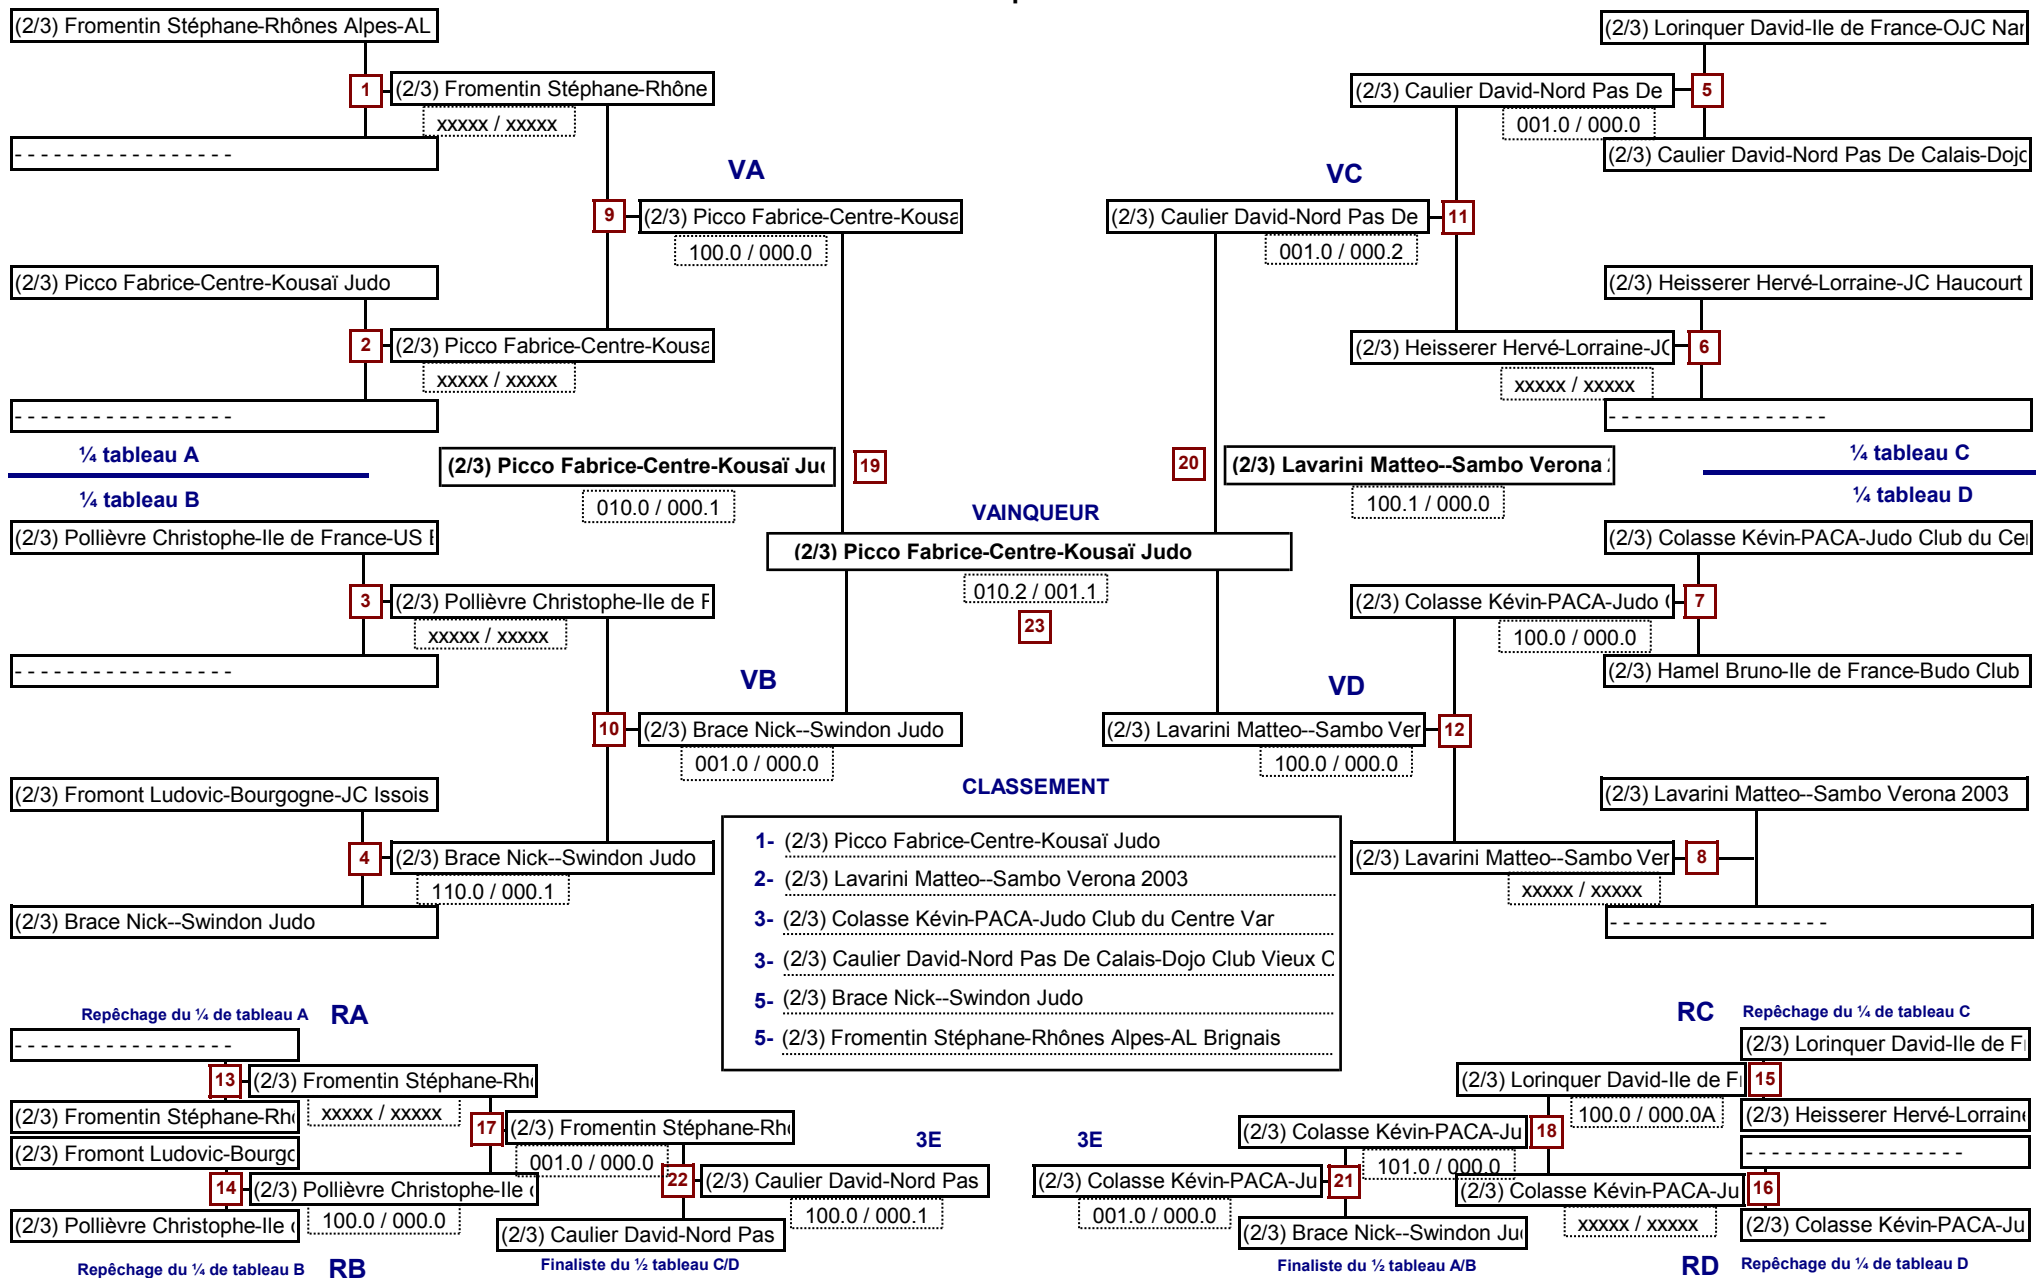 (2/3) Fromentin Stéphane-Rhônes Alpes-AL
1
(2/3) Fromentin Stéphane-Rhône
xxxxx / xxxxx
- - - - - - - - - - - - - - - - -
VA
9
(2/3) Picco Fabrice-Centre-Kousa
100.0 / 000.0
(2/3) Picco Fabrice-Centre-Kousaï Judo
2
(2/3) Picco Fabrice-Centre-Kousa
xxxxx / xxxxx
- - - - - - - - - - - - - - - - -
¼ tableau A
¼ tableau B
(2/3) Picco Fabrice-Centre-Kousaï Jud
19
010.0 / 000.1
(2/3) Pollièvre Christophe-Ile de France-US
3
(2/3) Pollièvre Christophe-Ile de F
xxxxx / xxxxx
- - - - - - - - - - - - - - - - -
VB
10
(2/3) Brace Nick--Swindon Judo
001.0 / 000.0
(2/3) Fromont Ludovic-Bourgogne-JC Issois
4
(2/3) Brace Nick--Swindon Judo
110.0 / 000.1
(2/3) Brace Nick--Swindon Judo
(2/3) Lorinquer David-Ile de France-OJC Nan
(2/3) Caulier David-Nord Pas De
5
001.0 / 000.0
(2/3) Caulier David-Nord Pas De Calais-Dojo
VC
(2/3) Caulier David-Nord Pas De
11
001.0 / 000.2
(2/3) Heisserer Hervé-Lorraine-JC Haucourt
(2/3) Heisserer Hervé-Lorraine-JC
6
xxxxx / xxxxx
- - - - - - - - - - - - - - - - -
20
(2/3) Lavarini Matteo--Sambo Verona
100.1 / 000.0
¼ tableau C
¼ tableau D
VAINQUEUR
(2/3) Picco Fabrice-Centre-Kousaï Judo
010.2 / 001.1
23
(2/3) Colasse Kévin-PACA-Judo Club du Cen
(2/3) Colasse Kévin-PACA-Judo
7
100.0 / 000.0
(2/3) Hamel Bruno-Ile de France-Budo Club
VD
(2/3) Lavarini Matteo--Sambo Ver
12
100.0 / 000.0
(2/3) Lavarini Matteo--Sambo Verona 2003
(2/3) Lavarini Matteo--Sambo Ver
8
xxxxx / xxxxx
- - - - - - - - - - - - - - - - -
CLASSEMENT
1- (2/3) Picco Fabrice-Centre-Kousaï Judo
2- (2/3) Lavarini Matteo--Sambo Verona 2003
3- (2/3) Colasse Kévin-PACA-Judo Club du Centre Var
3- (2/3) Caulier David-Nord Pas De Calais-Dojo Club Vieux C
5- (2/3) Brace Nick--Swindon Judo
5- (2/3) Fromentin Stéphane-Rhônes Alpes-AL Brignais
Repêchage du ¼ de tableau A RA
- - - - - - - - - - - - - - - - -
13
(2/3) Fromentin Stéphane-Rhô
(2/3) Fromentin Stéphane-Rhô
xxxxx / xxxxx
(2/3) Fromont Ludovic-Bourgo
17
(2/3) Fromentin Stéphane-Rhô
001.0 / 000.0
14
(2/3) Pollièvre Christophe-Ile d
(2/3) Pollièvre Christophe-Ile d
100.0 / 000.0
22
(2/3) Caulier David-Nord Pas
100.0 / 000.1
(2/3) Caulier David-Nord Pas
Repêchage du ¼ de tableau B RB
Finaliste du ½ tableau C/D
3E
3E
RC Repêchage du ¼ de tableau C
(2/3) Lorinquer David-Ile de F
(2/3) Lorinquer David-Ile de F
15
100.0 / 000.0A
(2/3) Heisserer Hervé-Lorraine
(2/3) Colasse Kévin-PACA-Ju
18
101.0 / 000.0
- - - - - - - - - - - - - - - - -
(2/3) Colasse Kévin-PACA-Ju
21
001.0 / 000.0
(2/3) Colasse Kévin-PACA-Ju
16
xxxxx / xxxxx
(2/3) Colasse Kévin-PACA-Ju
(2/3) Brace Nick--Swindon Jud
Finaliste du ½ tableau A/B
RD Repêchage du ¼ de tableau D